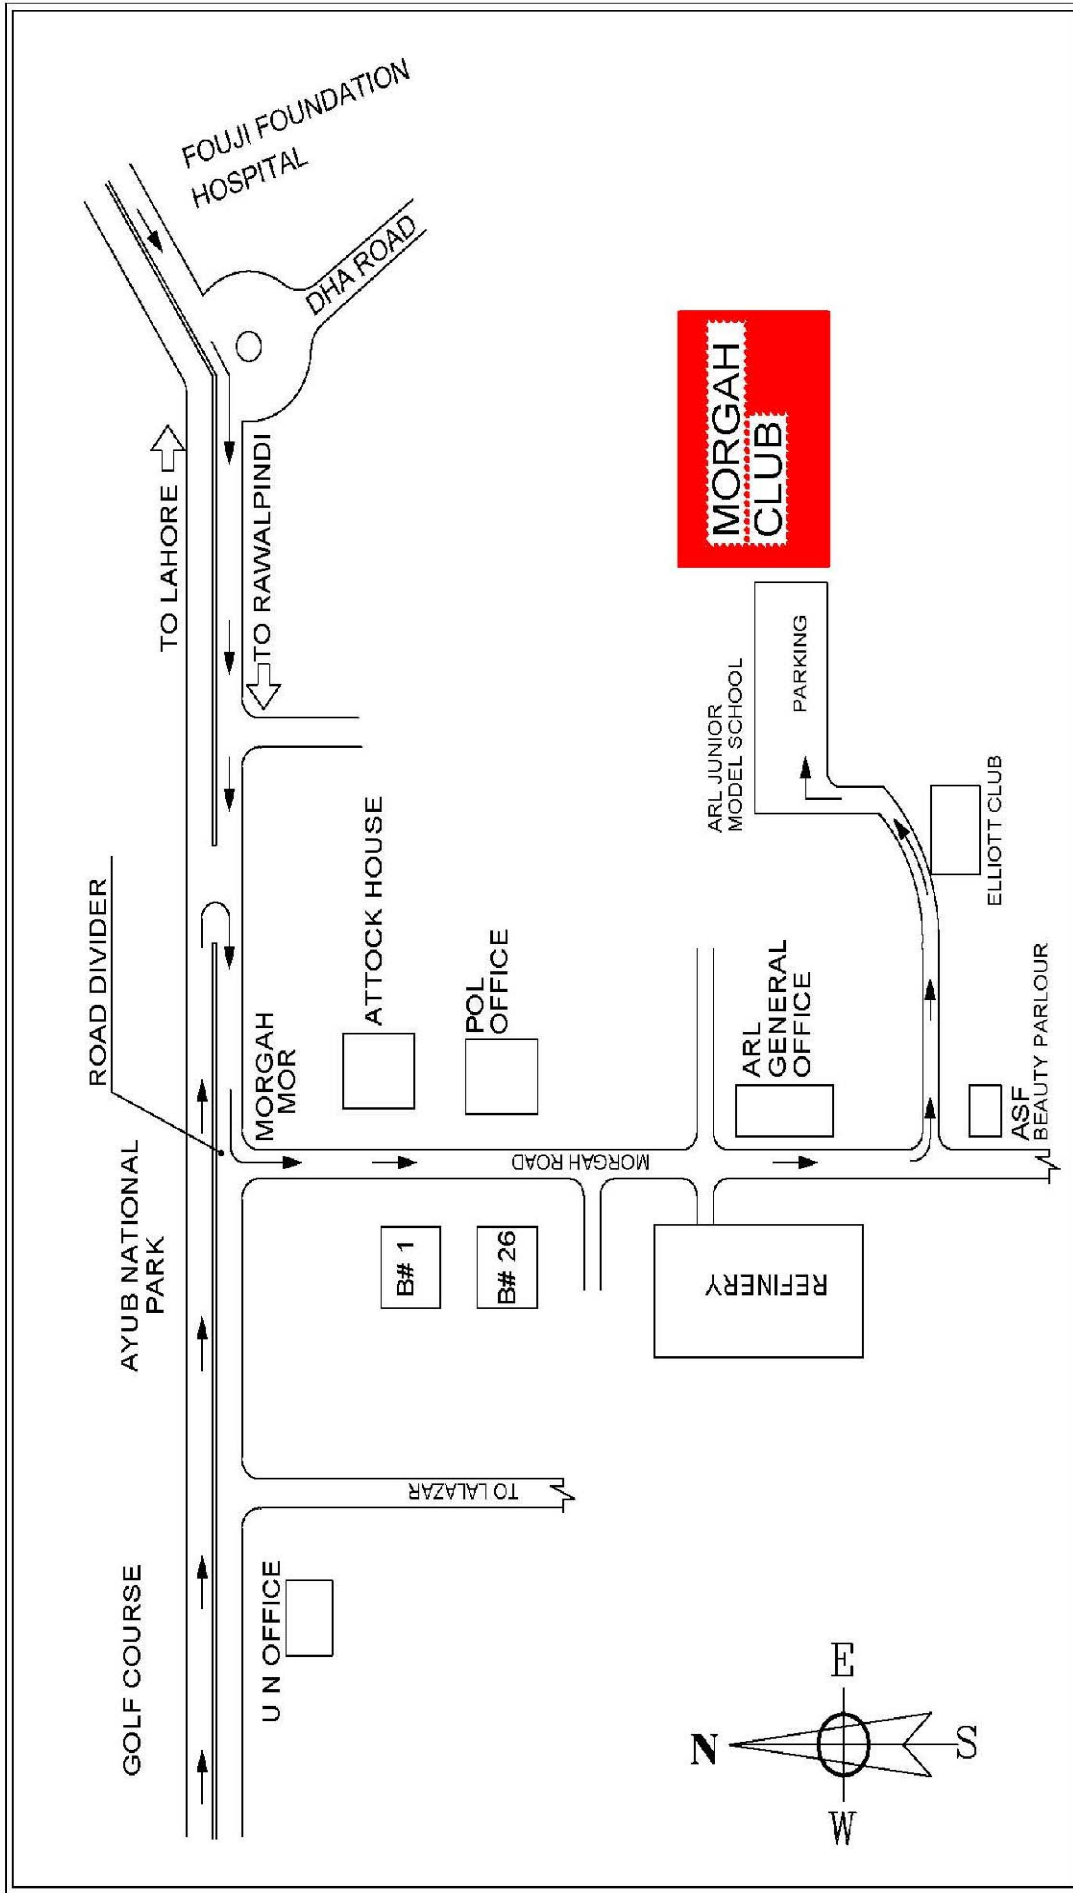 FOUJI FOUNDATION
HOSPITAL
DHA ROAD
TO LAHORE
TO RAWALPINDI
ROAD DIVIDER
MORGAH
MOR
AYUB NATIONAL
PARK
GOLF COURSE
U N OFFICE
TO LALAZAR
ATTOCK HOUSE
POL
OFFICE
B# 1
B# 26
MORGAH ROAD
REFINERY
ARL
GENERAL
OFFICE
ASF
BEAUTY PARLOUR
ELLIOTT CLUB
ARL JUNIOR
MODEL SCHOOL
PARKING
MORGAH
CLUB
N
E
S
W